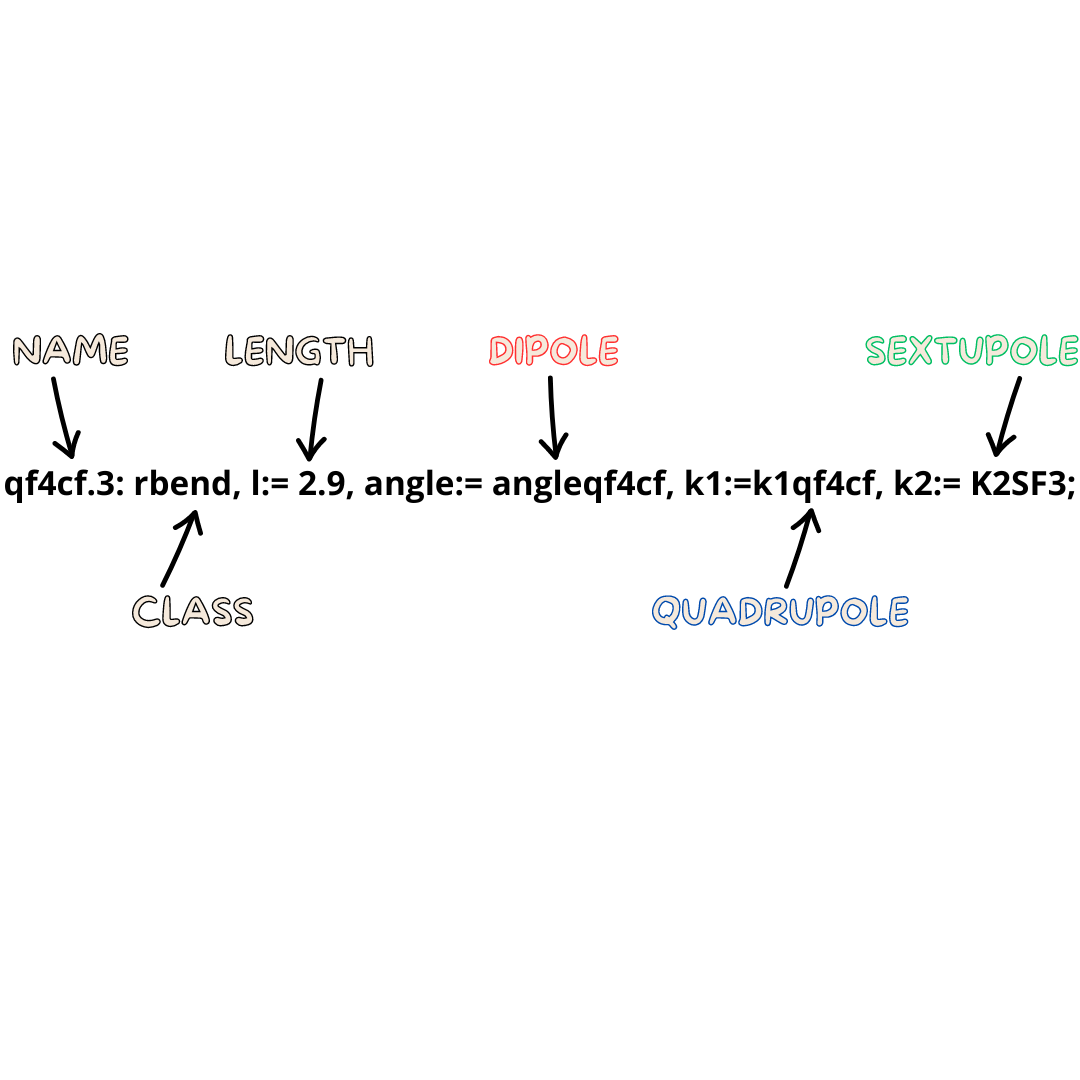 NAME LENGTH DIPOLE SEXTUPOLE
qf4cf.3: rbend, l:= 2.9, angle:= angleqf4cf, k1:=k1qf4cf, k2:= K2SF3;
CLASS QUADRUPOLE